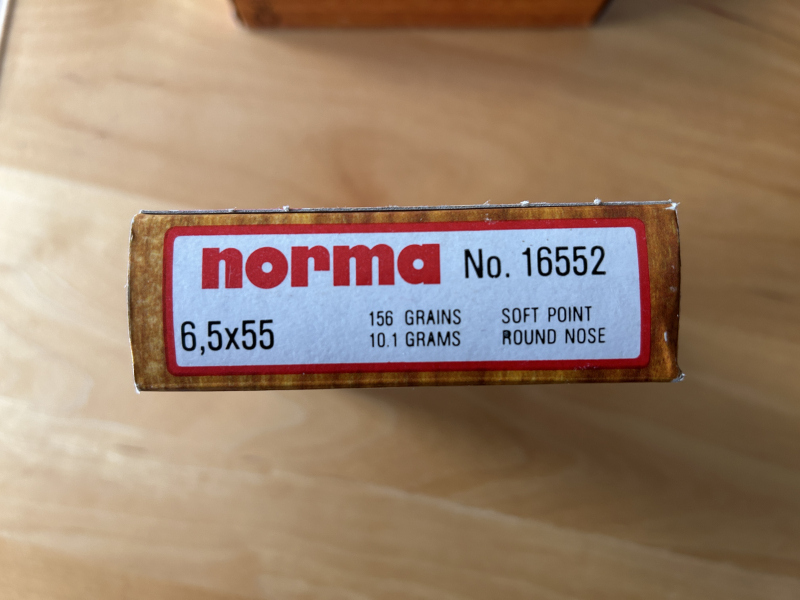 norma No. 16552
6,5x55
156 GRAINS SOFT POINT
10.1 GRAMS ROUND NOSE